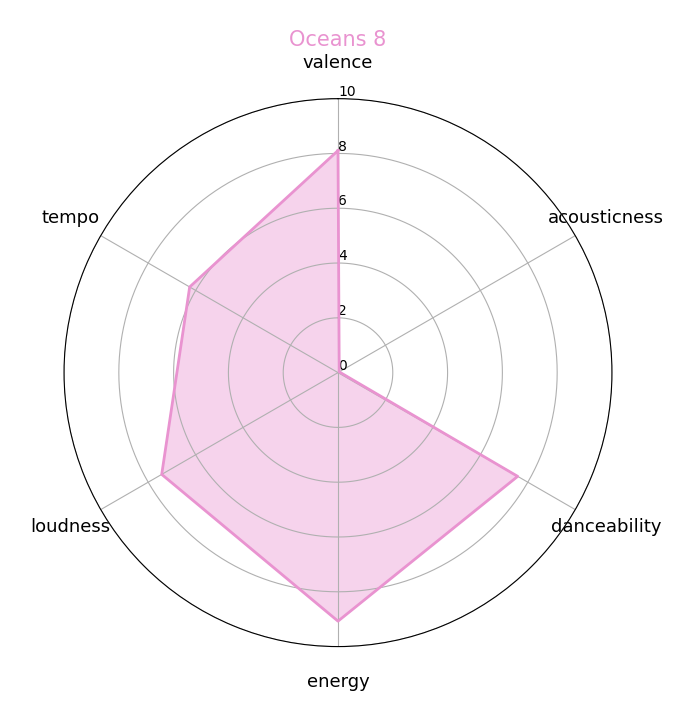 Oceans 8
valence
10
8
tempo
acousticness
6
4
2
0
loudness
danceability
energy